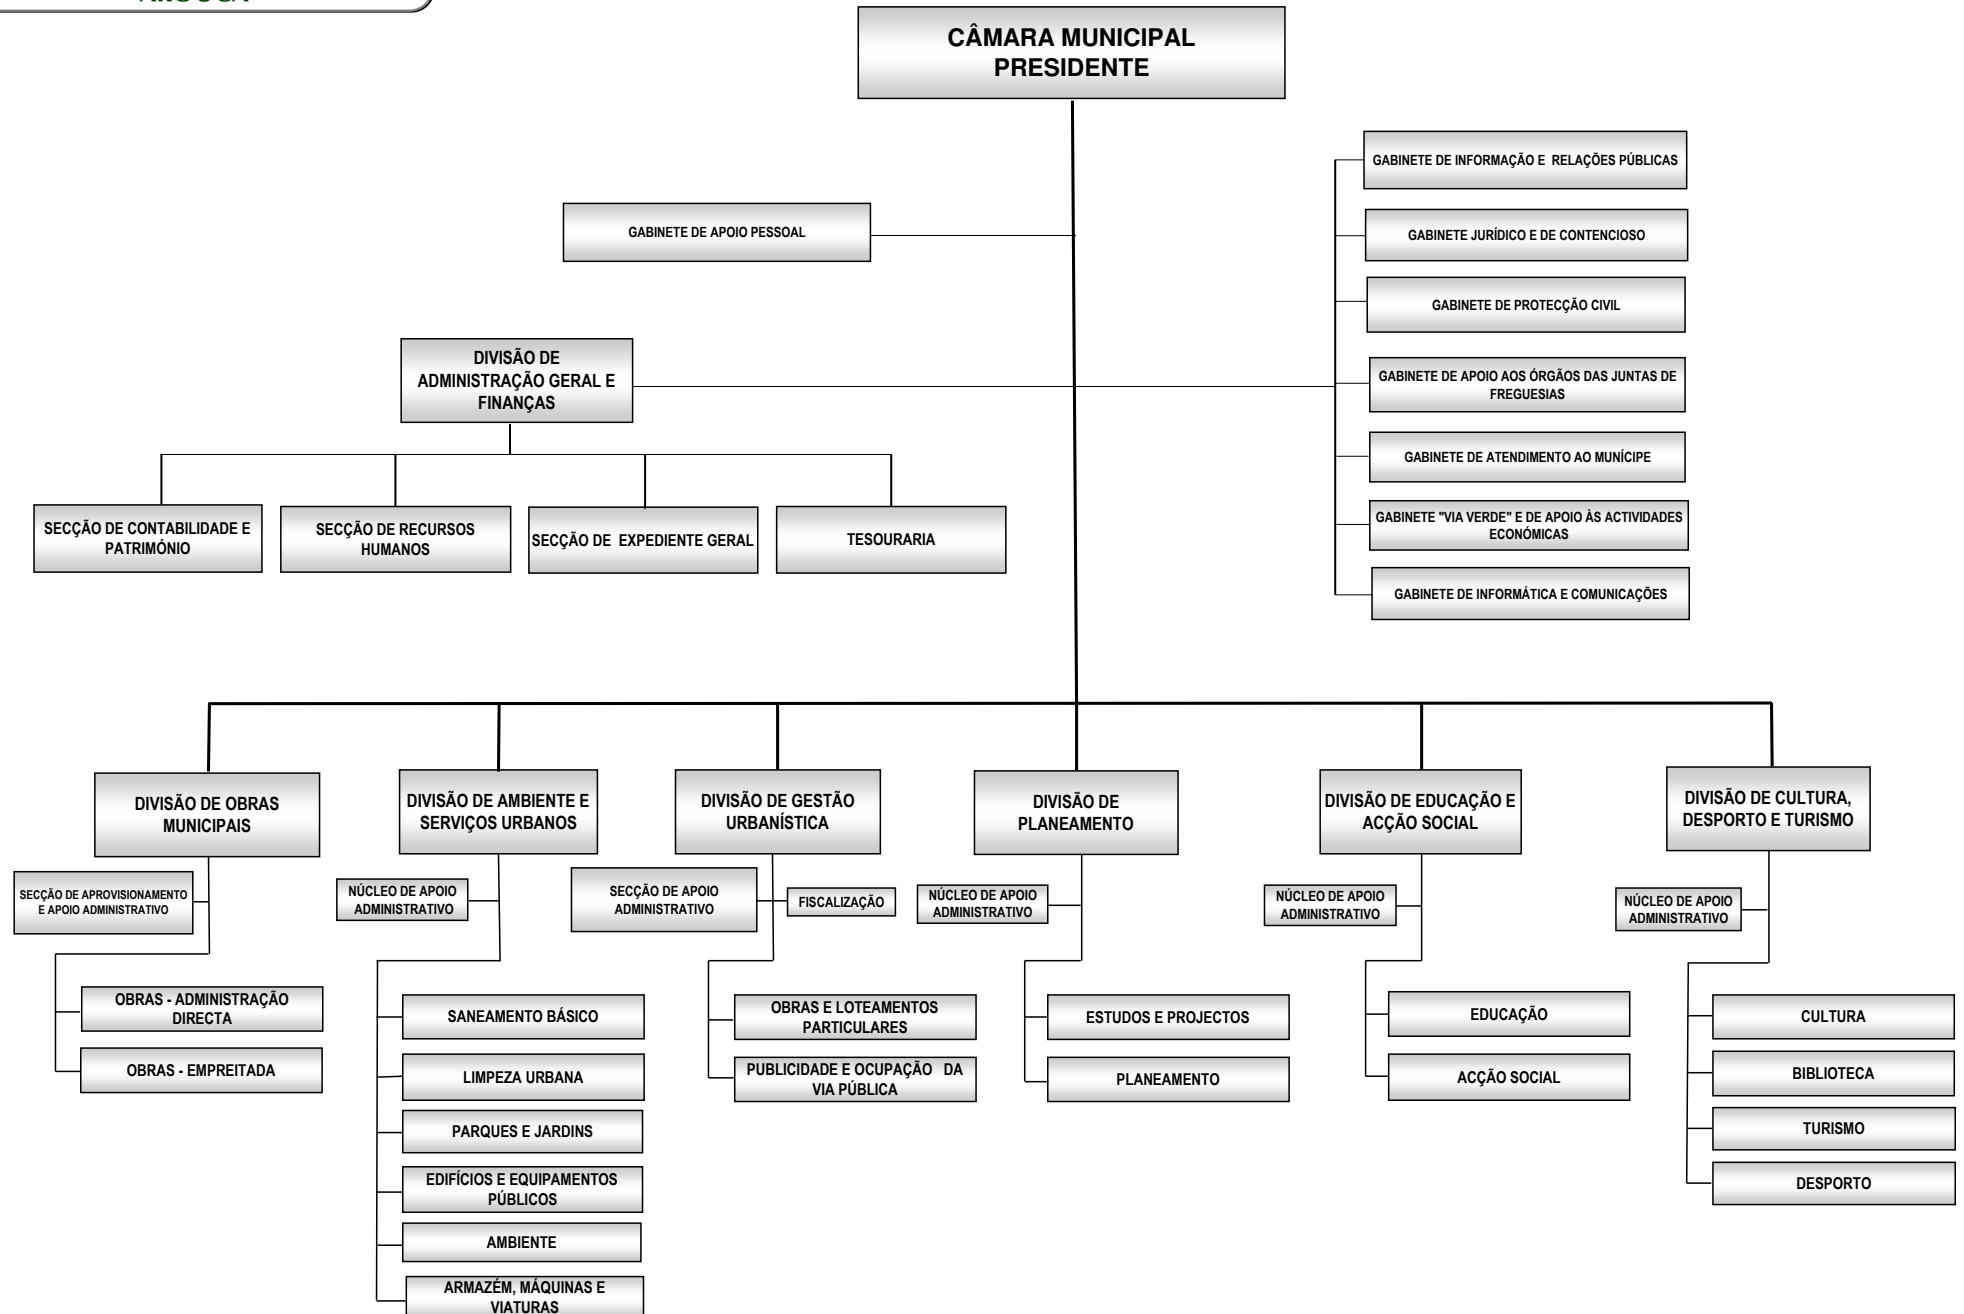 CÂMARA MUNICIPAL
PRESIDENTE
GABINETE DE INFORMAÇÃO E RELAÇÕES PÚBLICAS
GABINETE DE APOIO PESSOAL
GABINETE JURÍDICO E DE CONTENCIOSO
GABINETE DE PROTECÇÃO CIVIL
DIVISÃO DE
ADMINISTRAÇÃO GERAL E
FINANÇAS
GABINETE DE APOIO AOS ÓRGÃOS DAS JUNTAS DE
FREGUESIAS
GABINETE DE ATENDIMENTO AO MUNÍCIPE
GABINETE "VIA VERDE" E DE APOIO ÀS ACTIVIDADES
ECONÓMICAS
GABINETE DE INFORMÁTICA E COMUNICAÇÕES
SECÇÃO DE CONTABILIDADE E
PATRIMÓNIO
SECÇÃO DE RECURSOS
HUMANOS
SECÇÃO DE EXPEDIENTE GERAL
TESOURARIA
DIVISÃO DE OBRAS
MUNICIPAIS
SECÇÃO DE APROVISIONAMENTO
E APOIO ADMINISTRATIVO
OBRAS - ADMINISTRAÇÃO
DIRECTA
OBRAS - EMPREITADA
DIVISÃO DE AMBIENTE E
SERVIÇOS URBANOS
NÚCLEO DE APOIO
ADMINISTRATIVO
SANEAMENTO BÁSICO
LIMPEZA URBANA
PARQUES E JARDINS
EDIFÍCIOS E EQUIPAMENTOS
PÚBLICOS
AMBIENTE
ARMAZÉM, MÁQUINAS E
VIATURAS
DIVISÃO DE GESTÃO
URBANÍSTICA
SECÇÃO DE APOIO
ADMINISTRATIVO
FISCALIZAÇÃO
OBRAS E LOTEAMENTOS
PARTICULARES
PUBLICIDADE E OCUPAÇÃO DA
VIA PÚBLICA
DIVISÃO DE
PLANEAMENTO
NÚCLEO DE APOIO
ADMINISTRATIVO
ESTUDOS E PROJECTOS
PLANEAMENTO
DIVISÃO DE EDUCAÇÃO E
ACÇÃO SOCIAL
NÚCLEO DE APOIO
ADMINISTRATIVO
EDUCAÇÃO
ACÇÃO SOCIAL
DIVISÃO DE CULTURA,
DESPORTO E TURISMO
NÚCLEO DE APOIO
ADMINISTRATIVO
CULTURA
BIBLIOTECA
TURISMO
DESPORTO